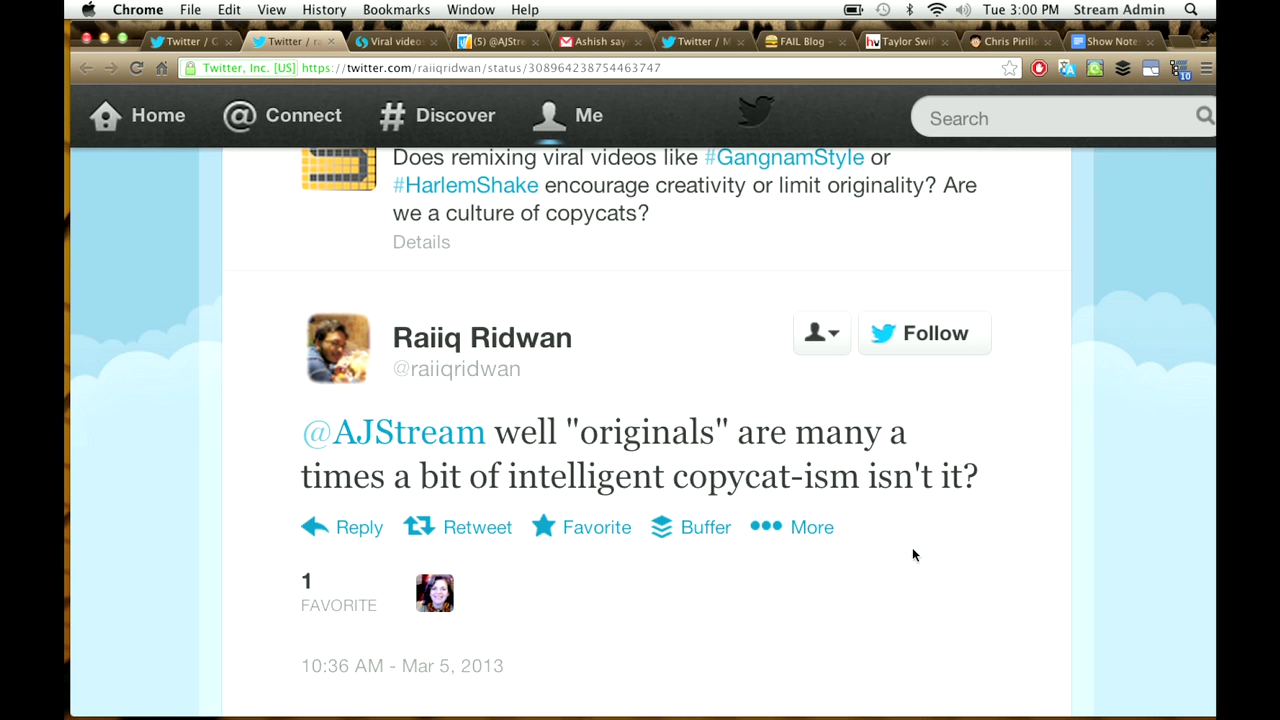 Chrome File Edit View History Bookmarks Window Help Tue 3:00 PM Stream Admin
Twitter / C Twitter / ra Viral video (5) @AJStre Ashish say Twitter / M FAIL Blog - Taylor Swif Chris Pirillo Show Note
Twitter, Inc. [US] https://twitter.com/raiiqridwan/status/308964238754463747
10
Home Connect Discover Me Search
Does remixing viral videos like #GangnamStyle or
#HarlemShake encourage creativity or limit originality? Are
we a culture of copycats?
Details
Raiiq Ridwan
@raiiqridwan
Follow
@AJStream well "originals" are many a
times a bit of intelligent copycat-ism isn't it?
Reply Retweet Favorite Buffer More
1
FAVORITE
10:36 AM - Mar 5, 2013